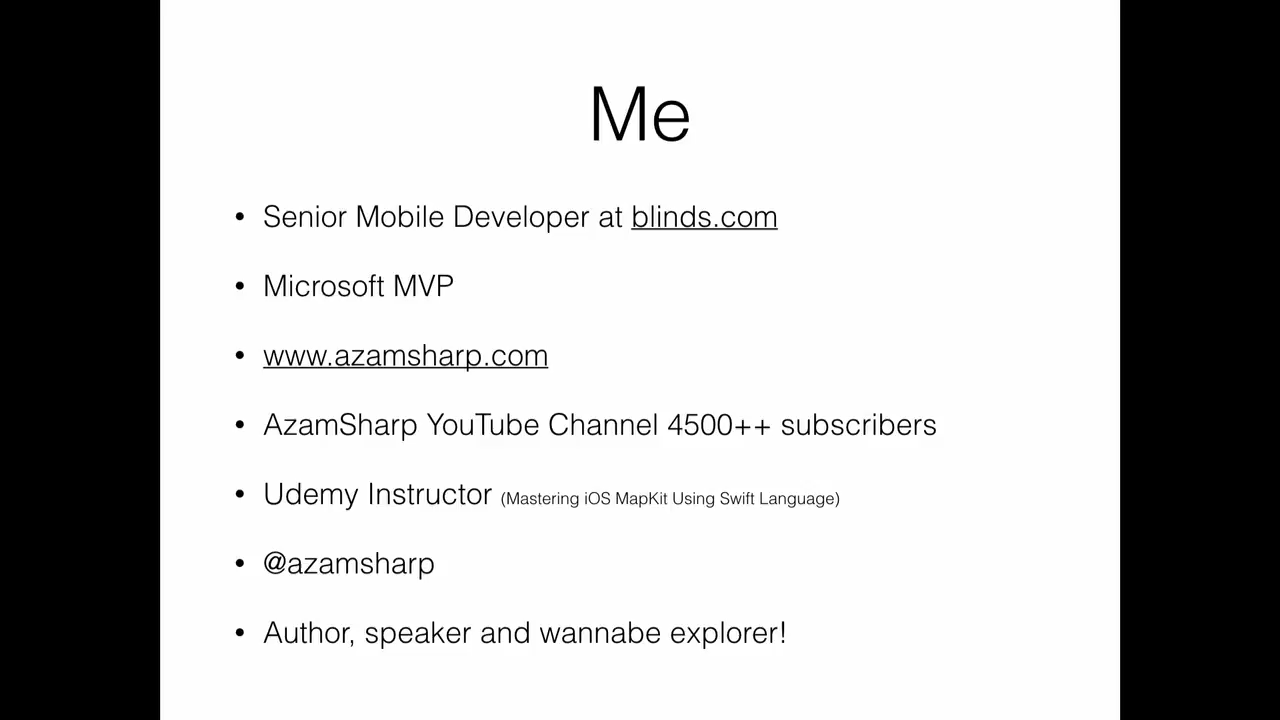 Me
• Senior Mobile Developer at blinds.com
• Microsoft MVP
• www.azamsharp.com
• AzamSharp YouTube Channel 4500++ subscribers
• Udemy Instructor (Mastering iOS MapKit Using Swift Language)
• @azamsharp
• Author, speaker and wannabe explorer!